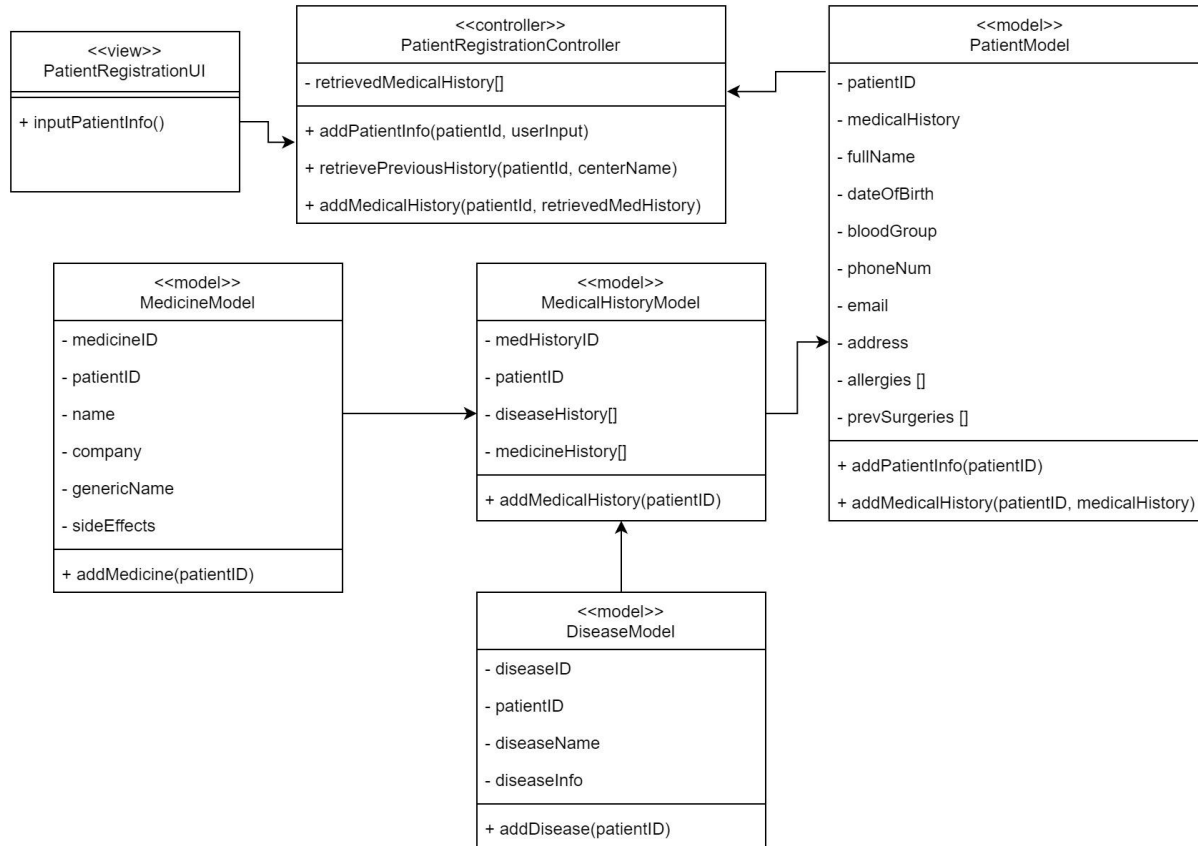 <<view>>
PatientRegistrationUI
+ inputPatientInfo()
<<controller>>
PatientRegistrationController
- retrievedMedicalHistory[]
+ addPatientInfo(patientId, userInput)
+ retrievePreviousHistory(patientId, centerName)
+ addMedicalHistory(patientId, retrievedMedHistory)
<<model>>
PatientModel
- patientID
- medicalHistory
- fullName
- dateOfBirth
- bloodGroup
- phoneNum
- email
- address
- allergies []
- prevSurgeries []
+ addPatientInfo(patientID)
+ addMedicalHistory(patientID, medicalHistory)
<<model>>
MedicineModel
- medicineID
- patientID
- name
- company
- genericName
- sideEffects
+ addMedicine(patientID)
<<model>>
MedicalHistoryModel
- medHistoryID
- patientID
- diseaseHistory[]
- medicineHistory[]
+ addMedicalHistory(patientID)
<<model>>
DiseaseModel
- diseaseID
- patientID
- diseaseName
- diseaseInfo
+ addDisease(patientID)